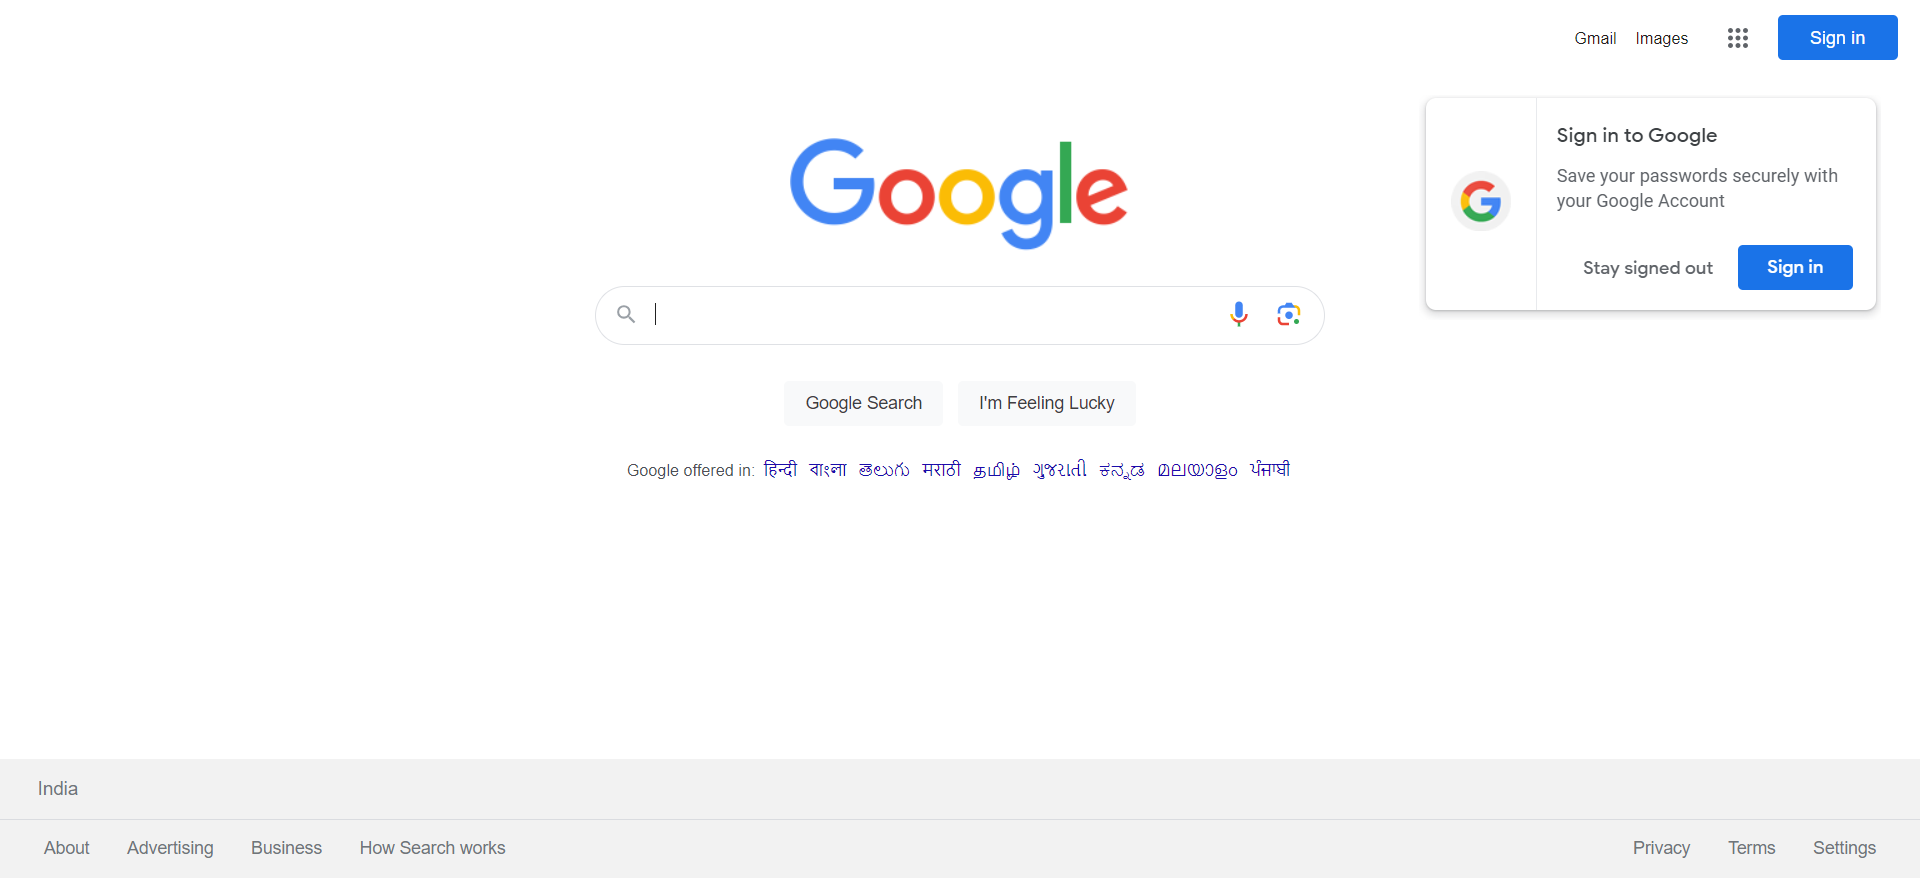 Gmail Images Sign in
Google
Sign in to Google
Save your passwords securely with
your Google Account
Stay signed out Sign in
Google Search I'm Feeling Lucky
Google offered in: हिन्दी বাংলা తెలుగు मराठी தமிழ் ગુજરાતી ಕನ್ನಡ മലയാളം ਪੰਜਾਬੀ
India
About Advertising Business How Search works Privacy Terms Settings